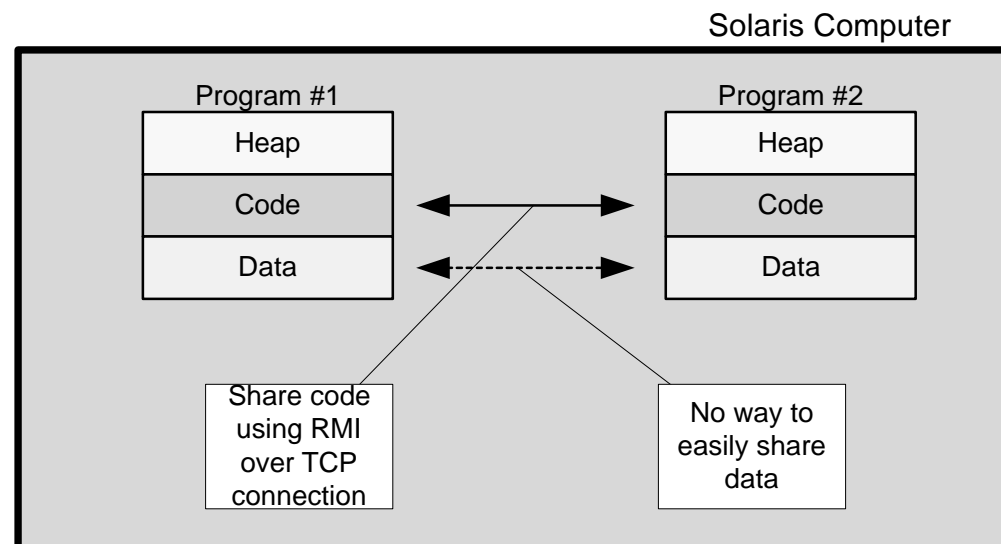 Solaris Computer
Program #1
Heap
Code
Data
Program #2
Heap
Code
Data
Share code
using RMI
over TCP
connection
No way to
easily share
data